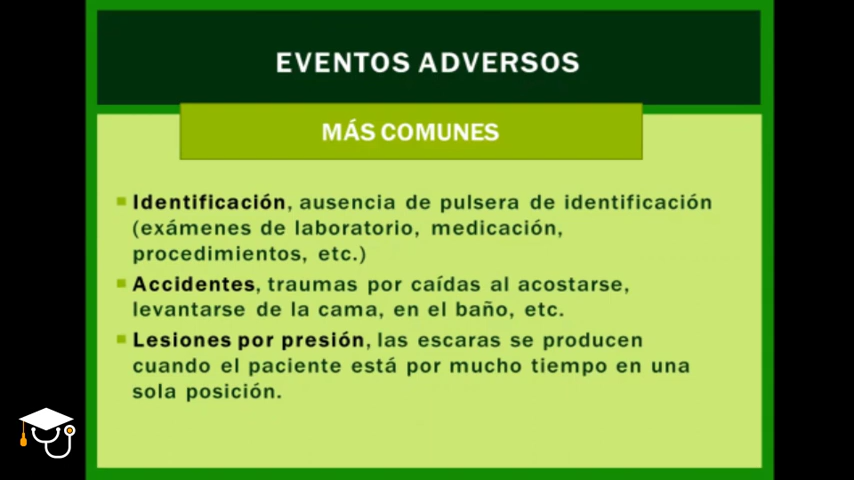 EVENTOS ADVERSOS
MÁS COMUNES
Identificación, ausencia de pulsera de identificación
(exámenes de laboratorio, medicación,
procedimientos, etc.)
Accidentes, traumas por caídas al acostarse,
levantarse de la cama, en el baño, etc.
Lesiones por presión, las escaras se producen
cuando el paciente está por mucho tiempo en una
sola posición.